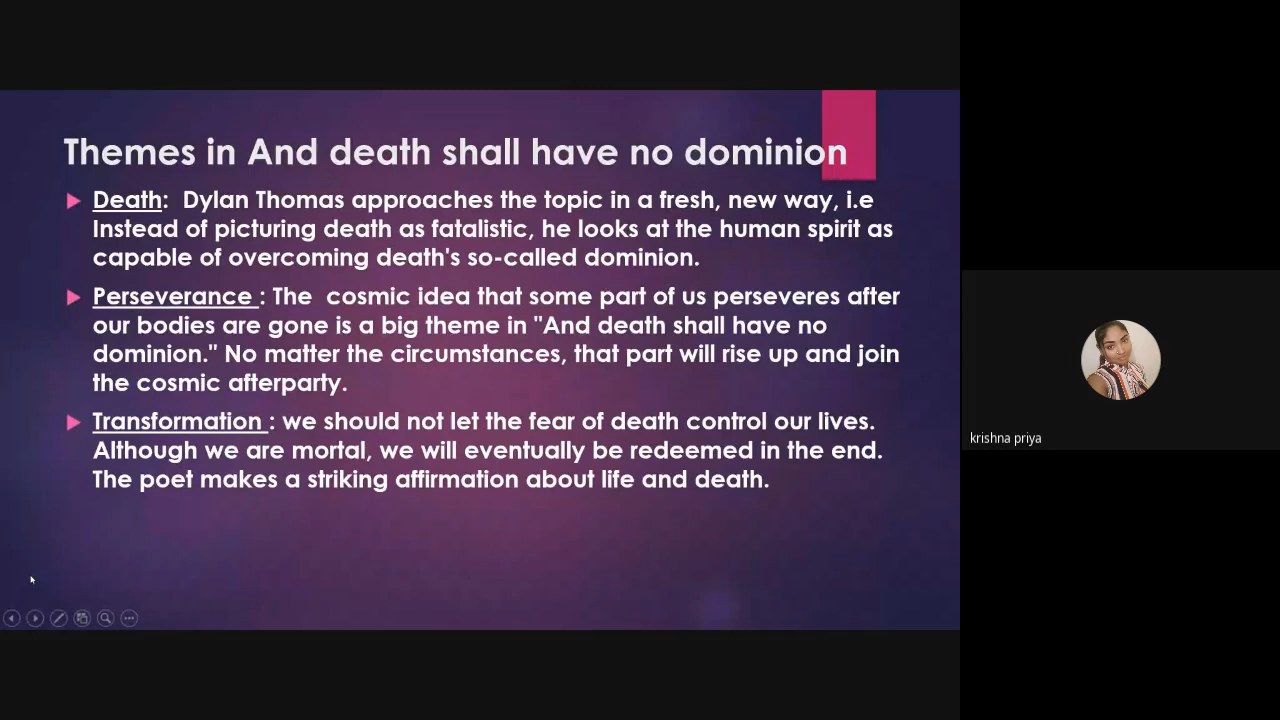 Themes in And death shall have no dominion
Death:  Dylan Thomas approaches the topic in a fresh, new way, i.e
Instead of picturing death as fatalistic, he looks at the human spirit as
capable of overcoming death's so-called dominion.
Perseverance : The  cosmic idea that some part of us perseveres after
our bodies are gone is a big theme in "And death shall have no
dominion." No matter the circumstances, that part will rise up and join
the cosmic afterparty.
Transformation : we should not let the fear of death control our lives.
Although we are mortal, we will eventually be redeemed in the end.
The poet makes a striking affirmation about life and death.
krishna priya